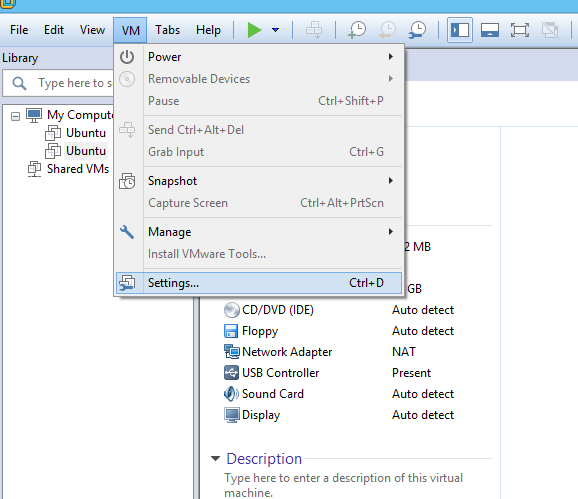 File Edit View VM Tabs Help
Library
Type here to s
My Compute
Ubuntu
Ubuntu
Shared VMs
Power
Removable Devices
Pause Ctrl+Shift+P
Send Ctrl+Alt+Del
Grab Input Ctrl+G
Snapshot
Capture Screen Ctrl+Alt+PrtScn
Manage
Install VMware Tools...
Settings... Ctrl+D
2 MB
GB
CD/DVD (IDE) Auto detect
Floppy Auto detect
Network Adapter NAT
USB Controller Present
Sound Card Auto detect
Display Auto detect
Description
Type here to enter a description of this virtual
machine.